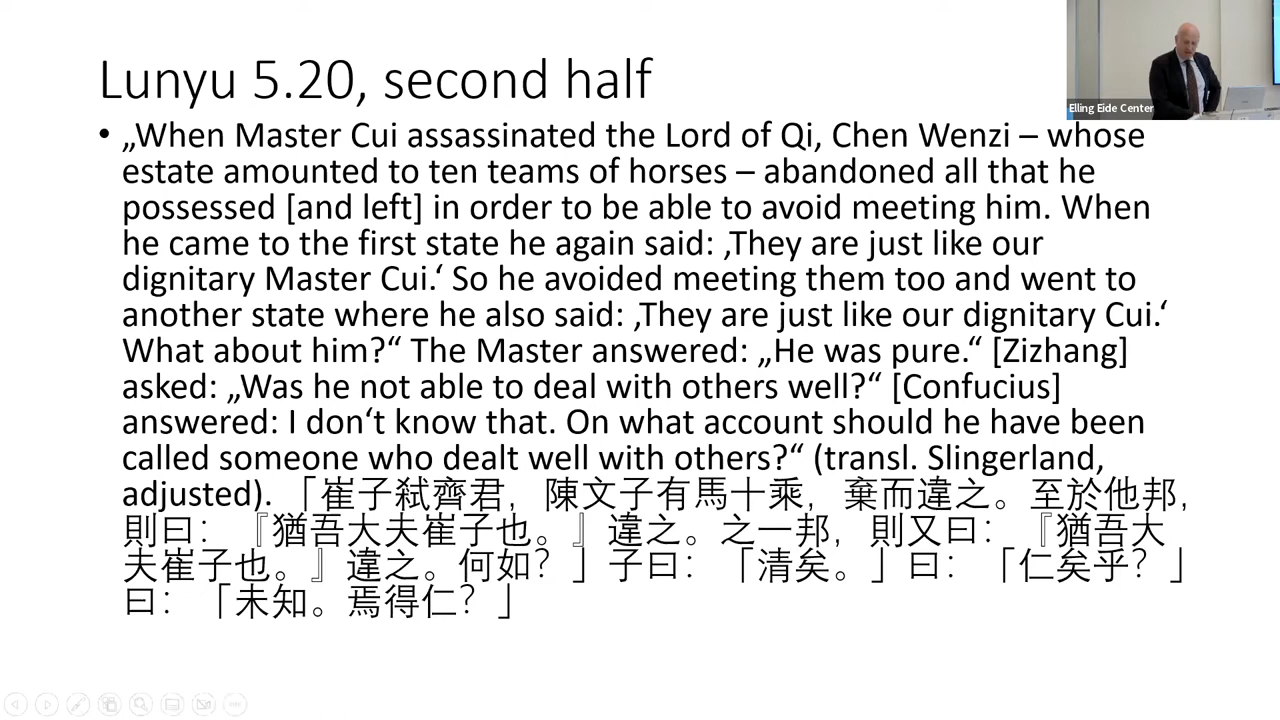 Elling Eide Center
Lunyu 5.20, second half
• „When Master Cui assassinated the Lord of Qi, Chen Wenzi – whose
estate amounted to ten teams of horses – abandoned all that he
possessed [and left] in order to be able to avoid meeting him. When
he came to the first state he again said: ‚They are just like our
dignitary Master Cui.‘ So he avoided meeting them too and went to
another state where he also said: ‚They are just like our dignitary Cui.‘
What about him?“ The Master answered: „He was pure.“ [Zizhang]
asked: „Was he not able to deal with others well?“ [Confucius]
answered: I don‘t know that. On what account should he have been
called someone who dealt well with others?“ (transl. Slingerland,
adjusted). 「崔子弒齊君，陳文子有馬十乘，棄而違之。至於他邦，
則曰：『猶吾大夫崔子也。』違之。之一邦，則又曰：『猶吾大
夫崔子也。』違之。何如？」子曰：「清矣。」曰：「仁矣乎？」
曰：「未知。焉得仁？」